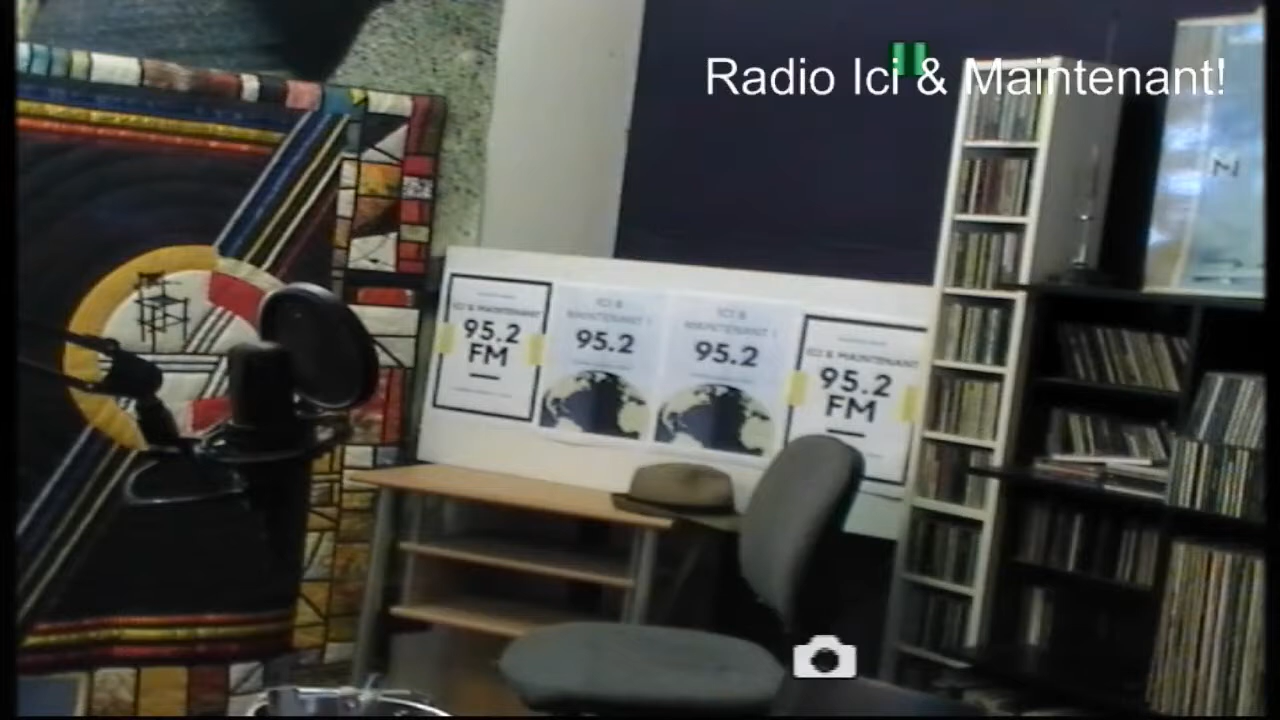 Radio Ici & Maintenant!
ICI & MAINTENANT
95.2
FM
ICI &
MAINTENANT !
95.2
ICI &
MAINTENANT !
95.2
ICI & MAINTENANT
95.2
FM
Z